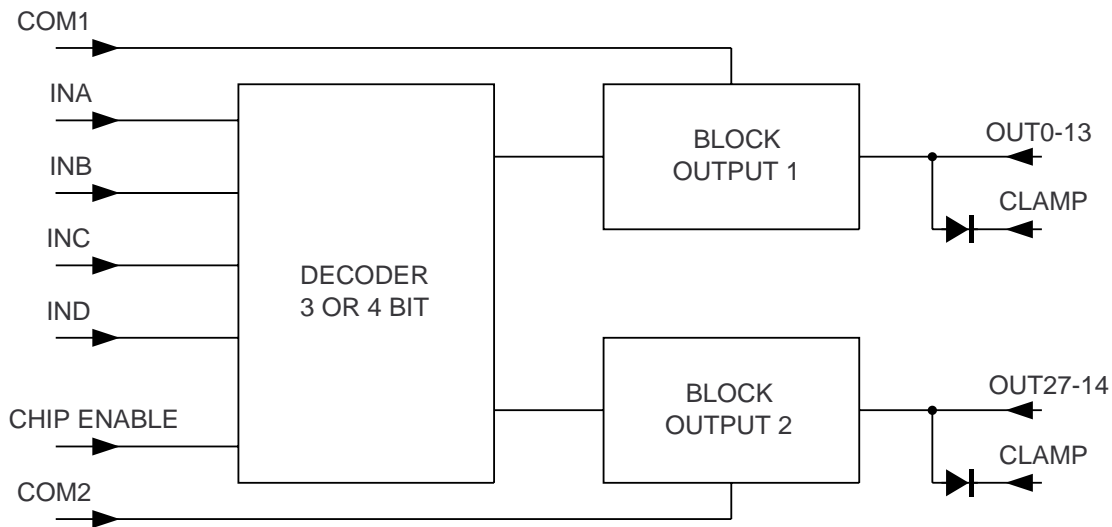 COM1
INA
INB
INC
IND
CHIP ENABLE
COM2
DECODER
3 OR 4 BIT
BLOCK
OUTPUT 1
BLOCK
OUTPUT 2
OUT0-13
CLAMP
OUT27-14
CLAMP